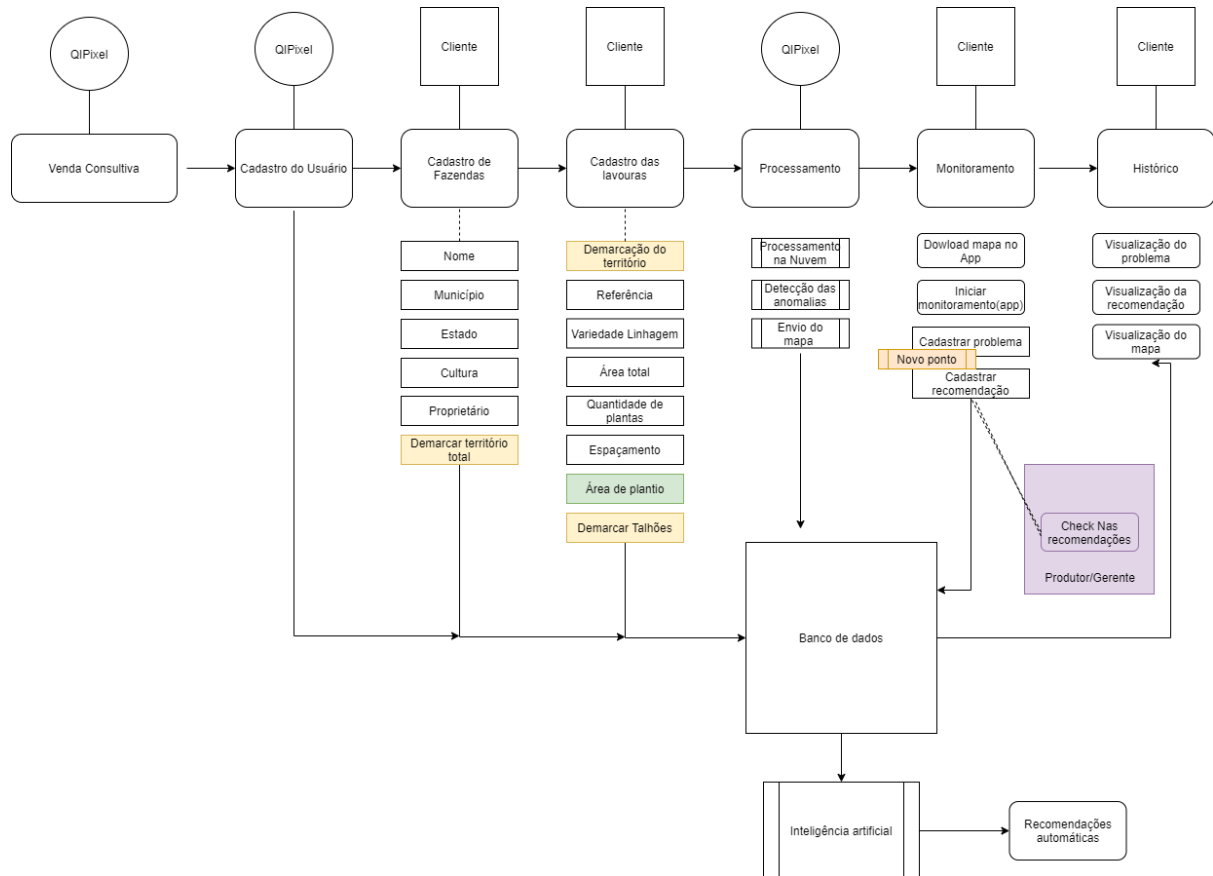 QIPixel
QIPixel
Cliente
Cliente
QIPixel
Cliente
Cliente
Venda Consultiva
Cadastro do Usuário
Cadastro de
Fazendas
Cadastro das
lavouras
Processamento
Monitoramento
Histórico
Nome
Município
Estado
Cultura
Proprietário
Demarcar território
total
Demarcação do
território
Referência
Variedade Linhagem
Área total
Quantidade de
plantas
Espaçamento
Área de plantio
Demarcar Talhões
Processamento
na Nuvem
Detecção das
anomalias
Envio do
mapa
Dowload mapa no
App
Iniciar
monitoramento(app)
Cadastrar problema
Novo ponto
Cadastrar
recomendação
Visualização do
problema
Visualização da
recomendação
Visualização do
mapa
Check Nas
recomendações
Produtor/Gerente
Banco de dados
Inteligência artificial
Recomendações
automáticas